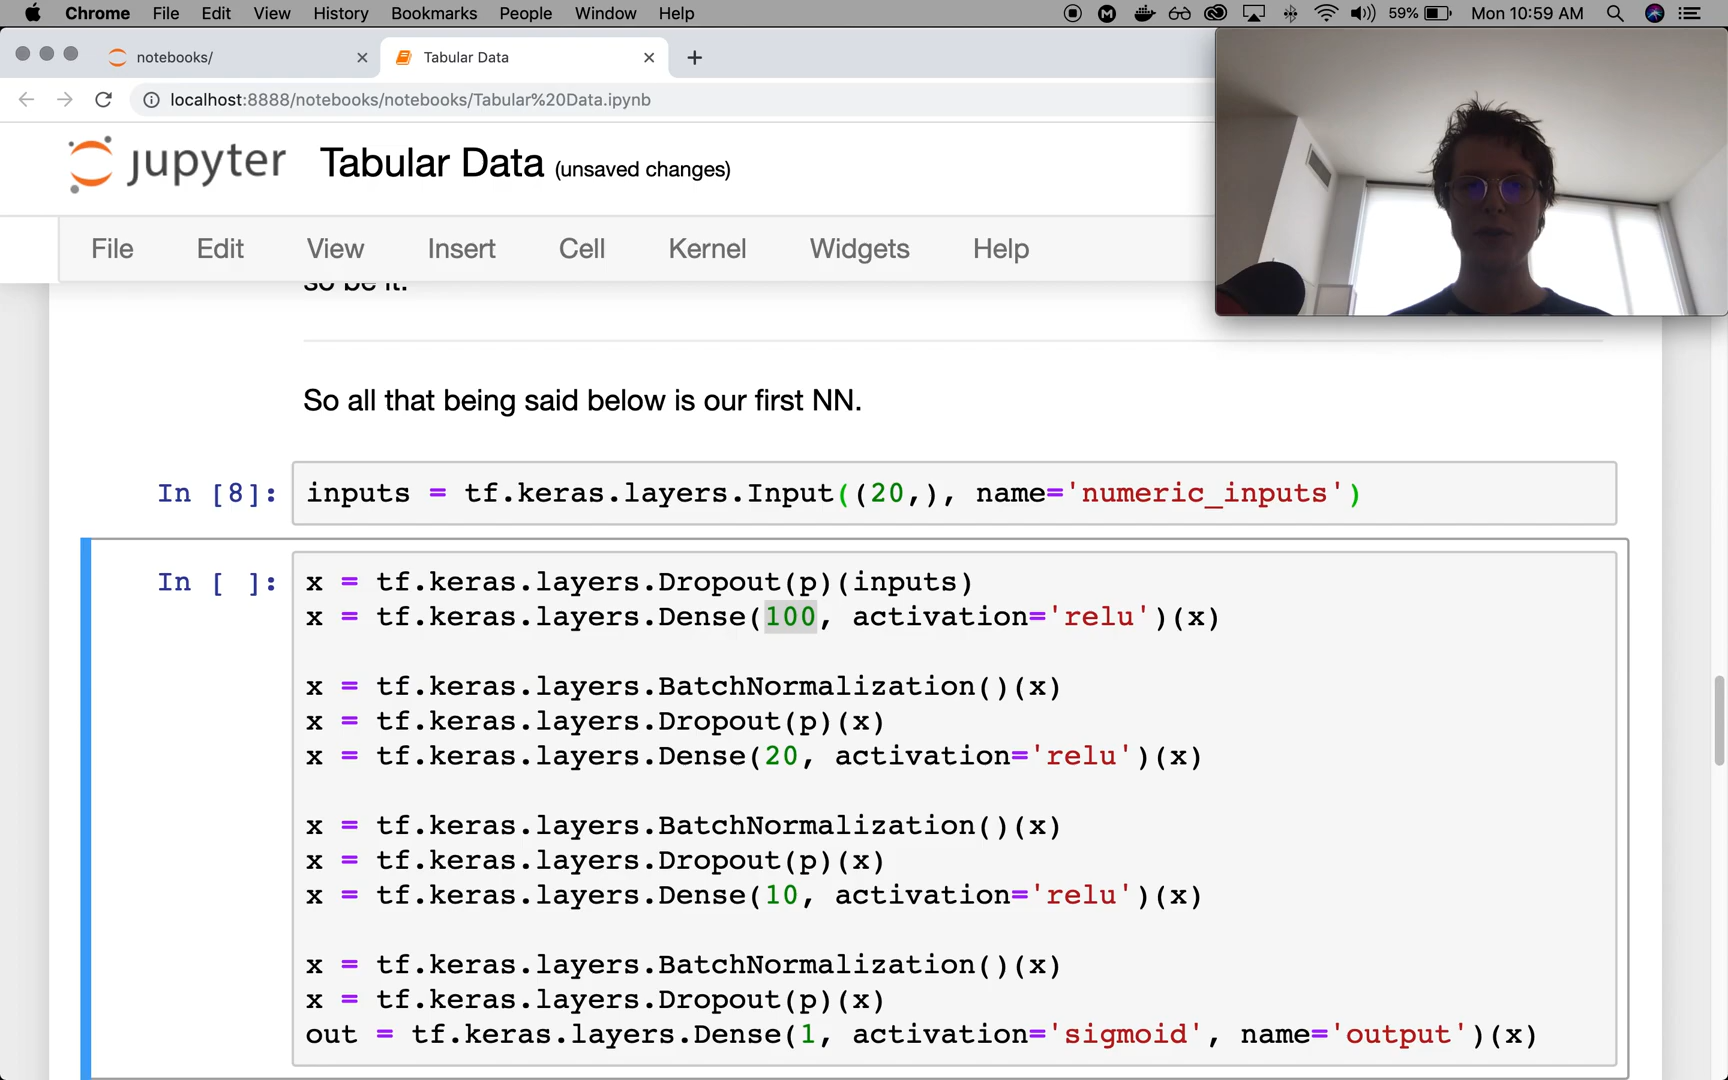 Chrome File Edit View History Bookmarks People Window Help 59% Mon 10:59 AM
notebooks/ Tabular Data
localhost:8888/notebooks/notebooks/Tabular%20Data.ipynb
jupyter Tabular Data (unsaved changes)
File Edit View Insert Cell Kernel Widgets Help
so be it.
So all that being said below is our first NN.
In [8]: inputs = tf.keras.layers.Input((20,), name='numeric_inputs')
In [ ]: x = tf.keras.layers.Dropout(p)(inputs)
x = tf.keras.layers.Dense(100, activation='relu')(x)
x = tf.keras.layers.BatchNormalization()(x)
x = tf.keras.layers.Dropout(p)(x)
x = tf.keras.layers.Dense(20, activation='relu')(x)
x = tf.keras.layers.BatchNormalization()(x)
x = tf.keras.layers.Dropout(p)(x)
x = tf.keras.layers.Dense(10, activation='relu')(x)
x = tf.keras.layers.BatchNormalization()(x)
x = tf.keras.layers.Dropout(p)(x)
out = tf.keras.layers.Dense(1, activation='sigmoid', name='output')(x)